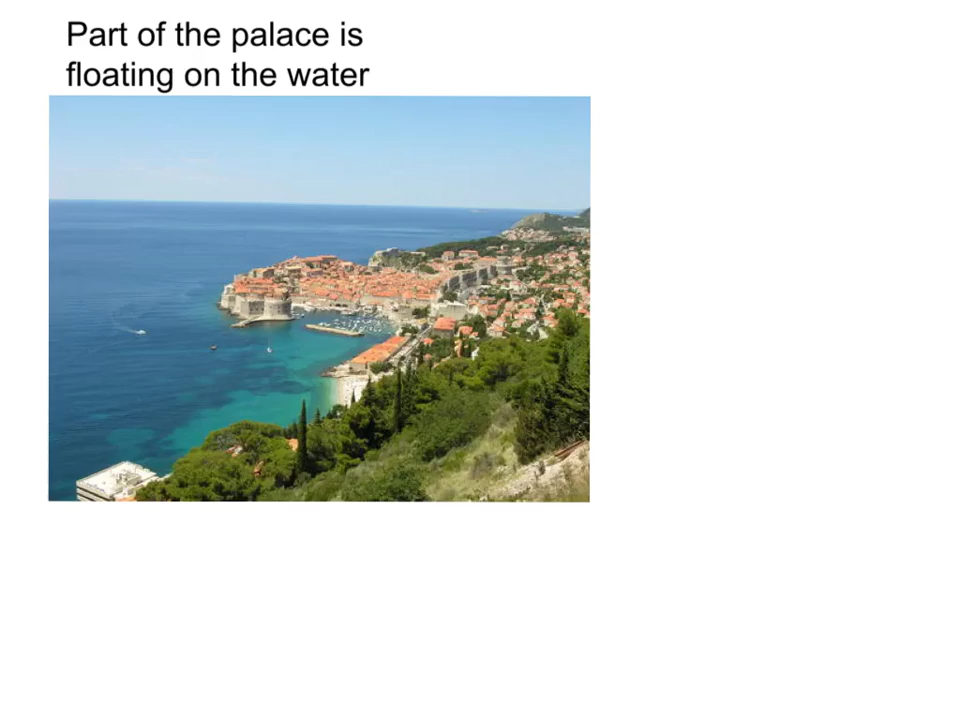 Part of the palace is
floating on the water